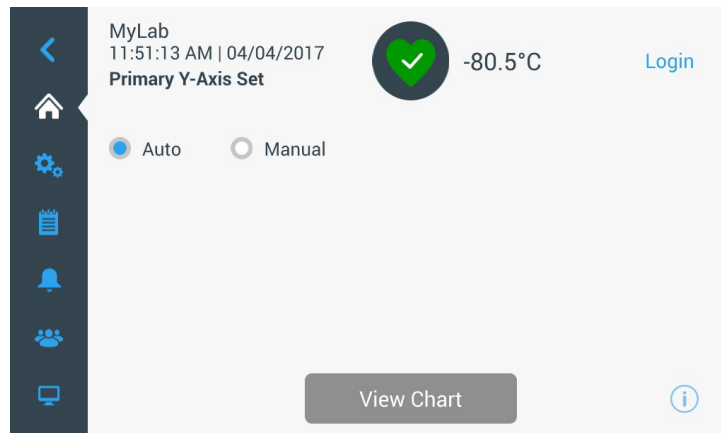 MyLab
11:51:13 AM | 04/04/2017
Primary Y-Axis Set
-80.5°C
Login
Auto
Manual
View Chart
i